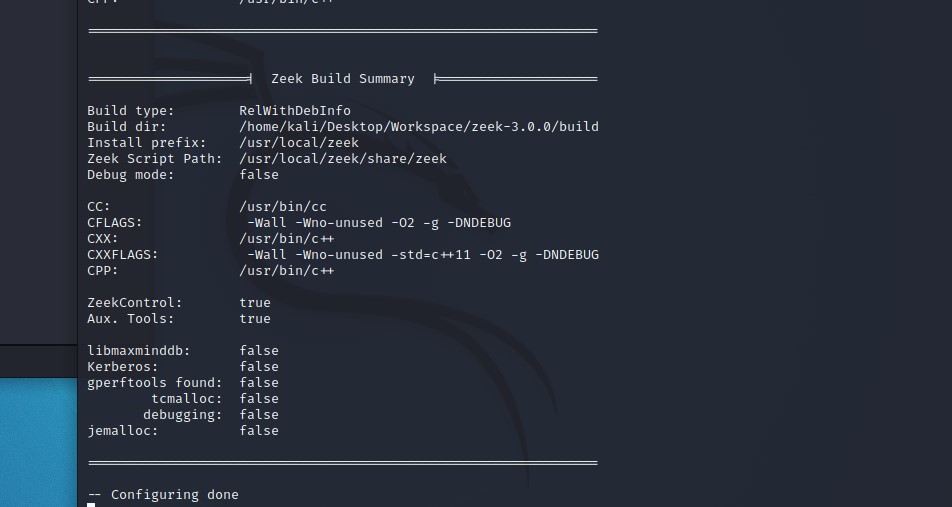 CPP:            /usr/bin/c++
Zeek Build Summary
Build type:        RelWithDebInfo
Build dir:         /home/kali/Desktop/Workspace/zeek-3.0.0/build
Install prefix:    /usr/local/zeek
Zeek Script Path:  /usr/local/zeek/share/zeek
Debug mode:        false
CC:                /usr/bin/cc
CFLAGS:             -Wall -Wno-unused -O2 -g -DNDEBUG
CXX:               /usr/bin/c++
CXXFLAGS:           -Wall -Wno-unused -std=c++11 -O2 -g -DNDEBUG
CPP:               /usr/bin/c++
ZeekControl:       true
Aux. Tools:        true
libmaxminddb:      false
Kerberos:          false
gperftools found:  false
        tcmalloc:  false
       debugging:  false
jemalloc:          false
-- Configuring done